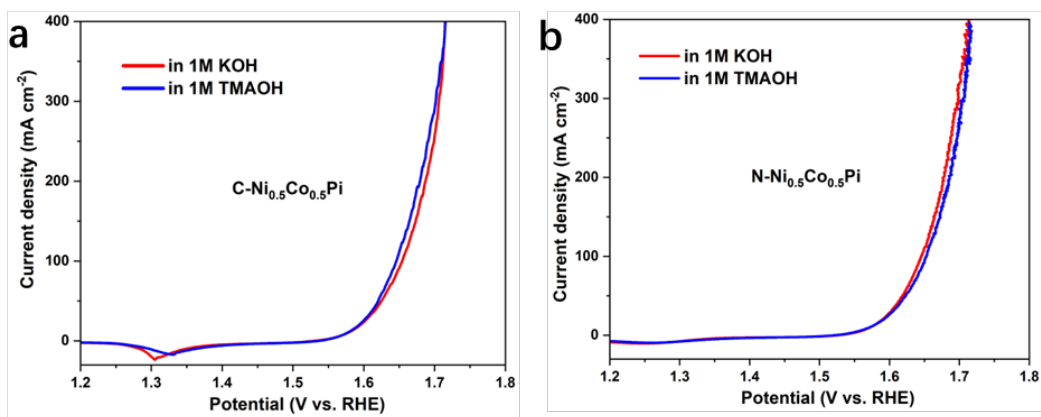 a
400
300
200
100
0
Current density (mA cm⁻²)
in 1M KOH
in 1M TMAOH
C-Ni₀.₅Co₀.₅Pi
1.2 1.3 1.4 1.5 1.6 1.7 1.8
Potential (V vs. RHE)
b
400
300
200
100
0
Current density (mA cm⁻²)
in 1M KOH
in 1M TMAOH
N-Ni₀.₅Co₀.₅Pi
1.2 1.3 1.4 1.5 1.6 1.7 1.8
Potential (V vs. RHE)